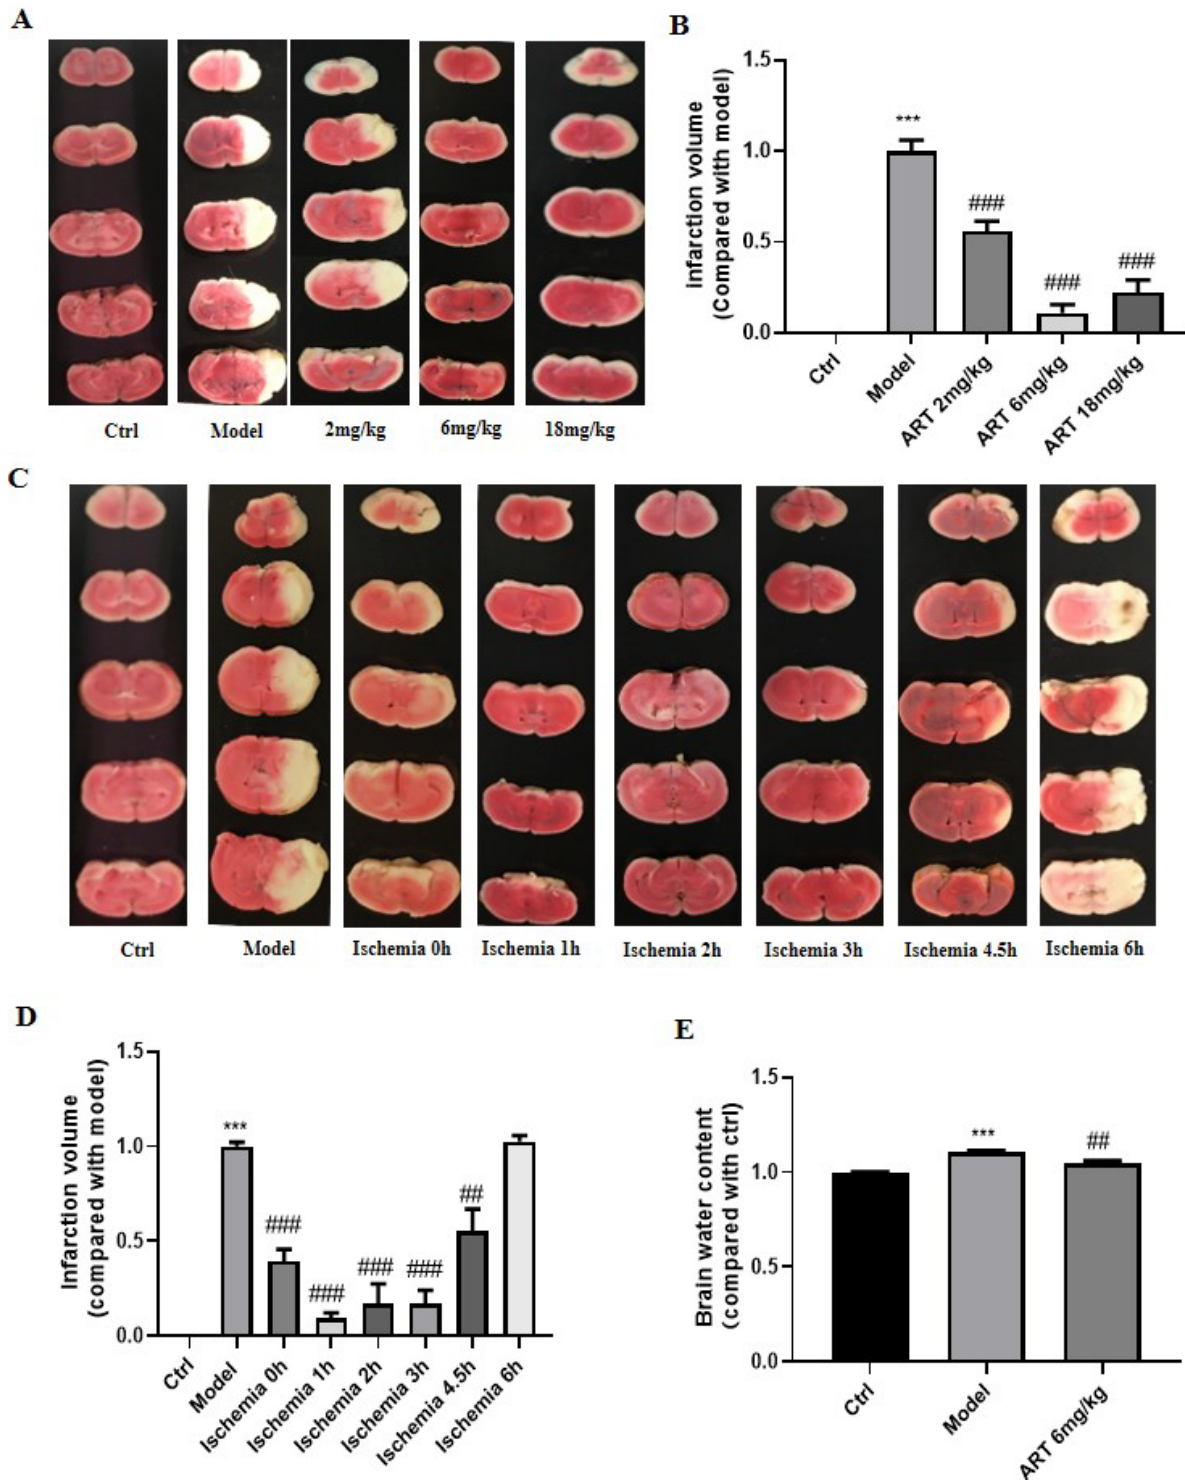 A
Ctrl
Model
2mg/kg
6mg/kg
18mg/kg
B
Infarction volume
(Compared with model)
1.5
1.0
0.5
0.0
***
###
###
###
Ctrl
Model
ART 2mg/kg
ART 6mg/kg
ART 18mg/kg
C
Ctrl
Model
Ischemia 0h
Ischemia 1h
Ischemia 2h
Ischemia 3h
Ischemia 4.5h
Ischemia 6h
D
Infarction volume
(compared with model)
1.5
1.0
0.5
0.0
***
###
###
###
###
##
Ctrl
Model
Ischemia 0h
Ischemia 1h
Ischemia 2h
Ischemia 3h
Ischemia 4.5h
Ischemia 6h
E
Brain water content
(compared with ctrl)
1.5
1.0
0.5
0.0
***
##
Ctrl
Model
ART 6mg/kg